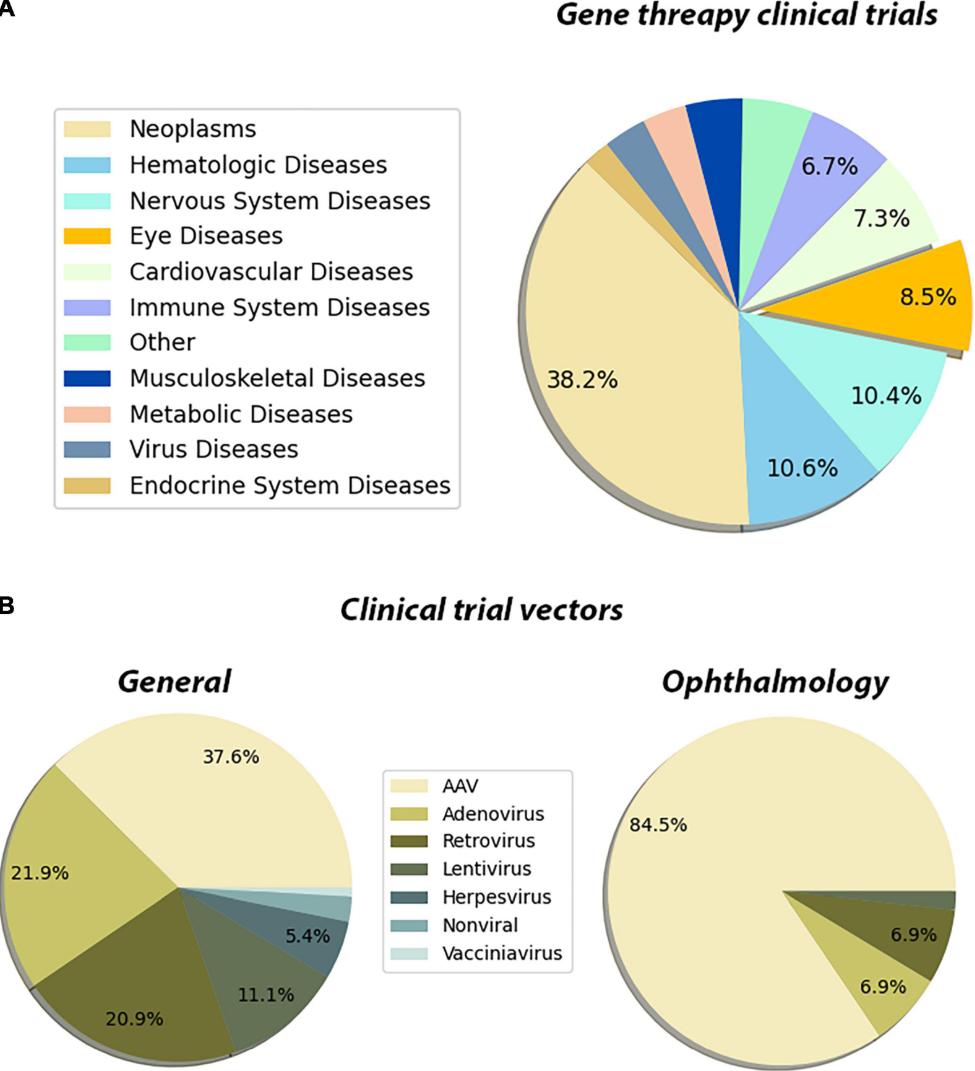 A
Gene threapy clinical trials
Neoplasms
Hematologic Diseases
Nervous System Diseases
Eye Diseases
Cardiovascular Diseases
Immune System Diseases
Other
Musculoskeletal Diseases
Metabolic Diseases
Virus Diseases
Endocrine System Diseases
6.7%
7.3%
8.5%
38.2%
10.4%
10.6%
B
Clinical trial vectors
General
37.6%
21.9%
5.4%
11.1%
20.9%
AAV
Adenovirus
Retrovirus
Lentivirus
Herpesvirus
Nonviral
Vacciniavirus
Ophthalmology
84.5%
6.9%
6.9%